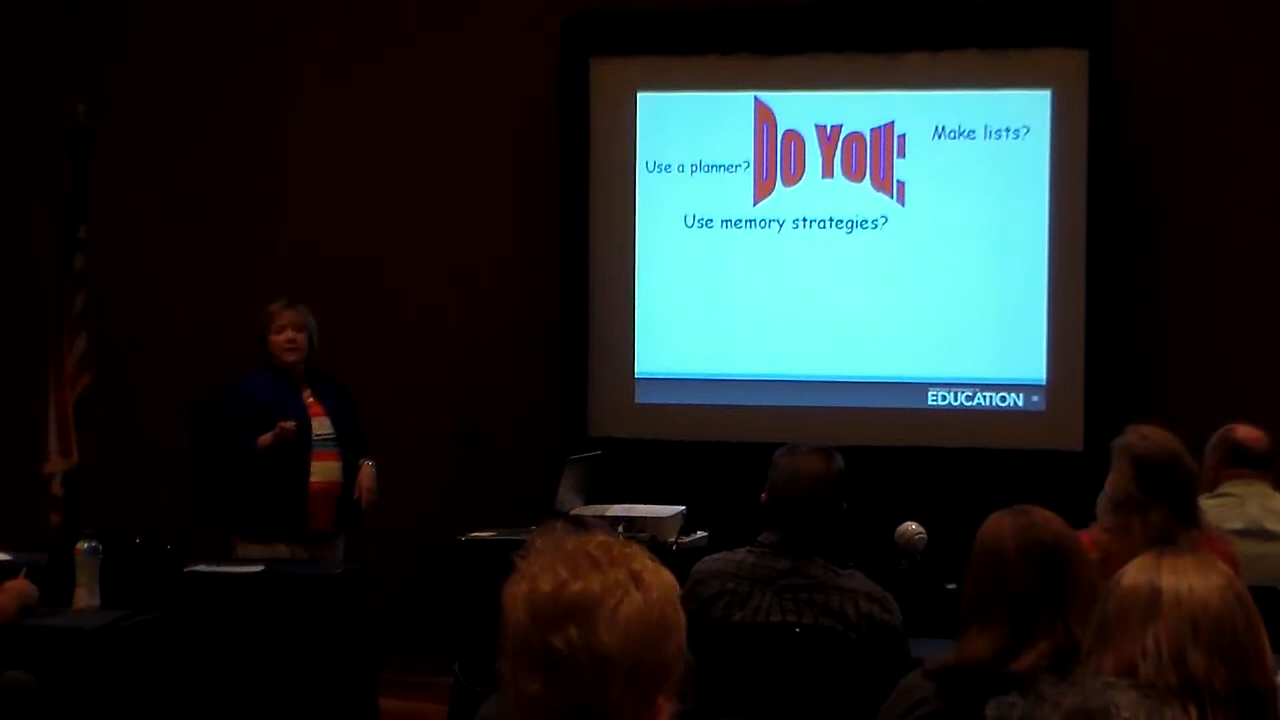 Do You:
Make lists?
Use a planner?
Use memory strategies?
EDUCATION